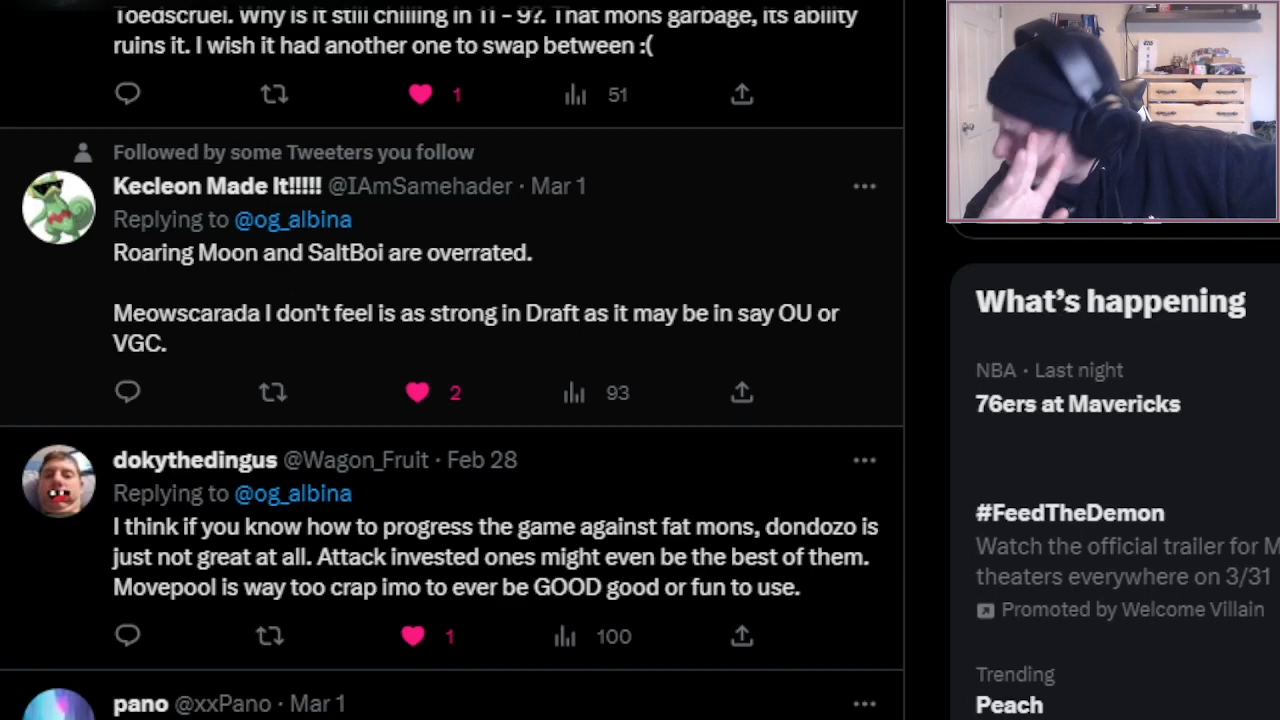 Toedscruel. Why is it still chilling in 11 - 9?. That mons garbage, its ability
ruins it. I wish it had another one to swap between :(
1
51
Followed by some Tweeters you follow
Kecleon Made It!!!!! @IAmSamehader · Mar 1
Replying to @og_albina
Roaring Moon and SaltBoi are overrated.
Meowscarada I don't feel is as strong in Draft as it may be in say OU or
VGC.
2
93
dokythedingus @Wagon_Fruit · Feb 28
Replying to @og_albina
I think if you know how to progress the game against fat mons, dondozo is
just not great at all. Attack invested ones might even be the best of them.
Movepool is way too crap imo to ever be GOOD good or fun to use.
1
100
pano @xxPano · Mar 1
What's happening
NBA · Last night
76ers at Mavericks
#FeedTheDemon
Watch the official trailer for M
theaters everywhere on 3/31
Promoted by Welcome Villain
Trending
Peach